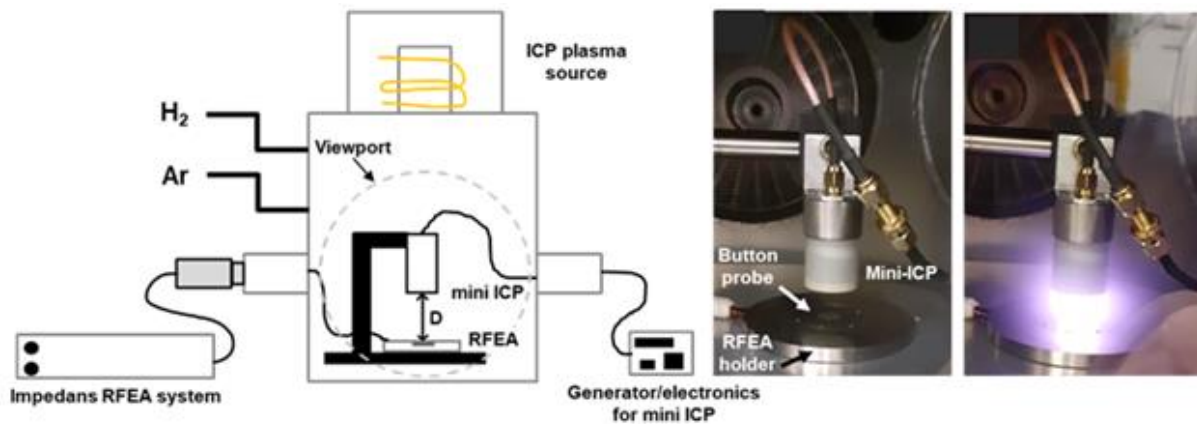 ICP plasma
source
H₂
Viewport
Ar
mini ICP
D
RFEA
Impedans RFEA system
Generator/electronics
for mini ICP
Button
probe
Mini-ICP
RFEA
holder